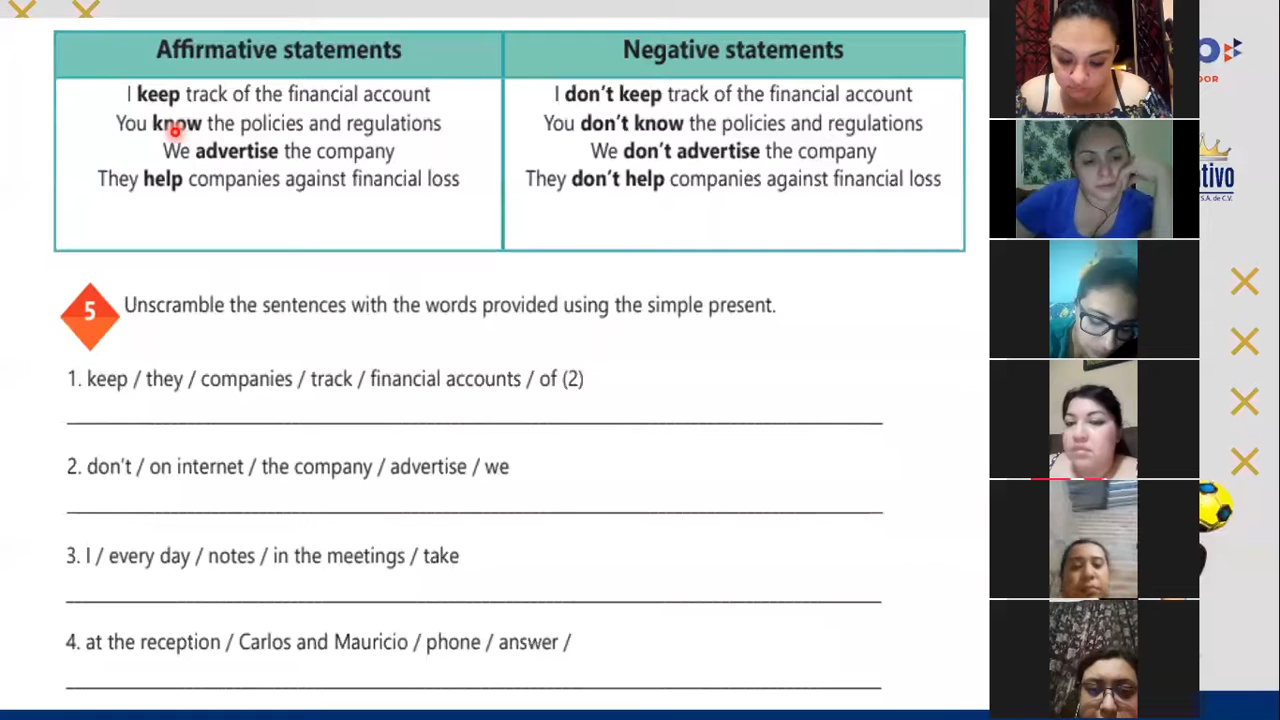 Affirmative statements
Negative statements
I keep track of the financial account
You know the policies and regulations
We advertise the company
They help companies against financial loss
I don't keep track of the financial account
You don't know the policies and regulations
We don't advertise the company
They don't help companies against financial loss
5
Unscramble the sentences with the words provided using the simple present.
1. keep / they / companies / track / financial accounts / of (2)
2. don't / on internet / the company / advertise / we
3. I / every day / notes / in the meetings / take
4. at the reception / Carlos and Mauricio / phone / answer /
DOR
tivo
S.A. de C.V.